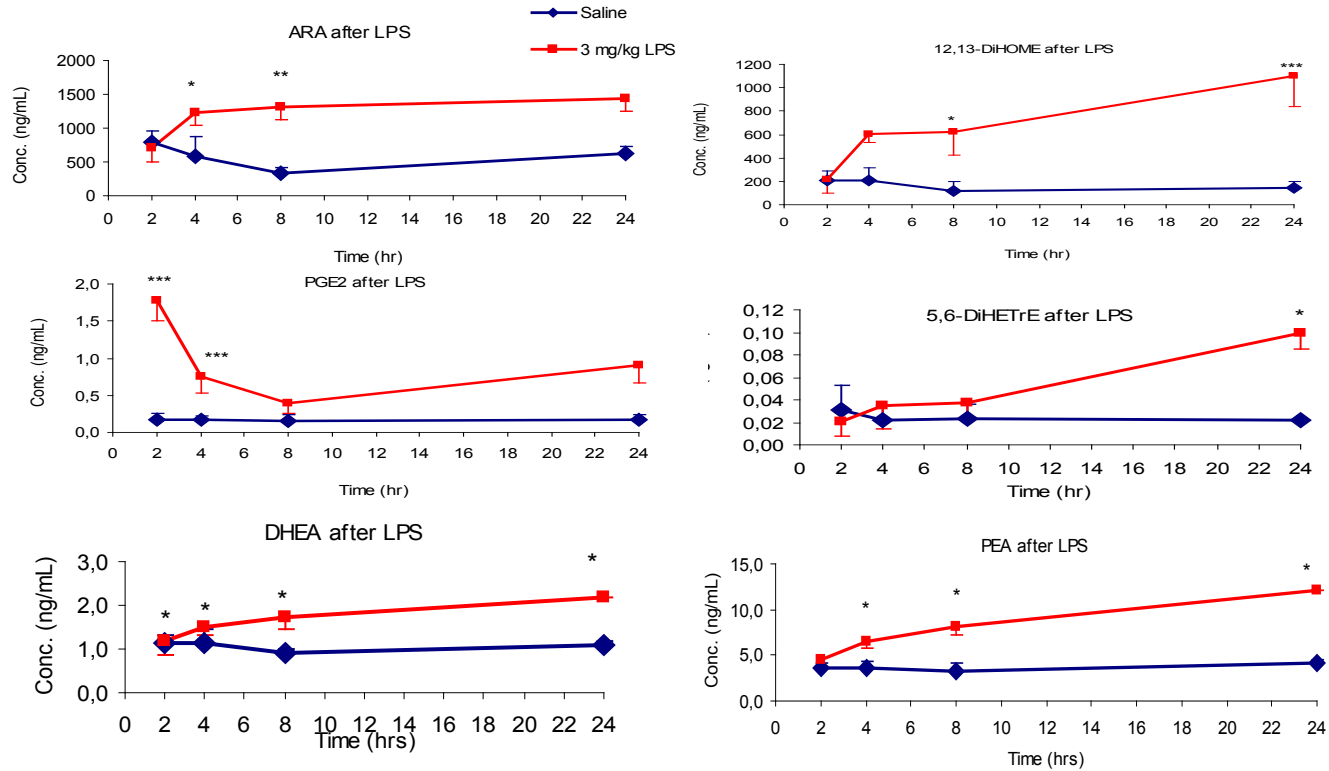 Saline
3 mg/kg LPS
ARA after LPS
Conc. (ng/mL)
2000
1500
1000
500
0
* **
0 2 4 6 8 10 12 14 16 18 20 22 24
Time (hr)
12,13-DiHOME after LPS
Conc. (ng/mL)
1200
1000
800
600
400
200
0
* ***
0 2 4 6 8 10 12 14 16 18 20 22 24
Time (hr)
PGE2 after LPS
Conc. (ng/mL)
2,0
1,5
1,0
0,5
0,0
*** ***
0 2 4 6 8 10 12 14 16 18 20 22 24
Time (hr)
5,6-DiHETrE after LPS
0,12
0,10
0,08
0,06
0,04
0,02
0,00
*
0 2 4 6 8 10 12 14 16 18 20 22 24
Time (hr)
DHEA after LPS
Conc. (ng/mL)
3,0
2,0
1,0
0,0
* * * *
0 2 4 6 8 10 12 14 16 18 20 22 24
Time (hrs)
PEA after LPS
Conc. (ng/mL)
15,0
10,0
5,0
0,0
* * *
0 2 4 6 8 10 12 14 16 18 20 22 24
Time (hr)